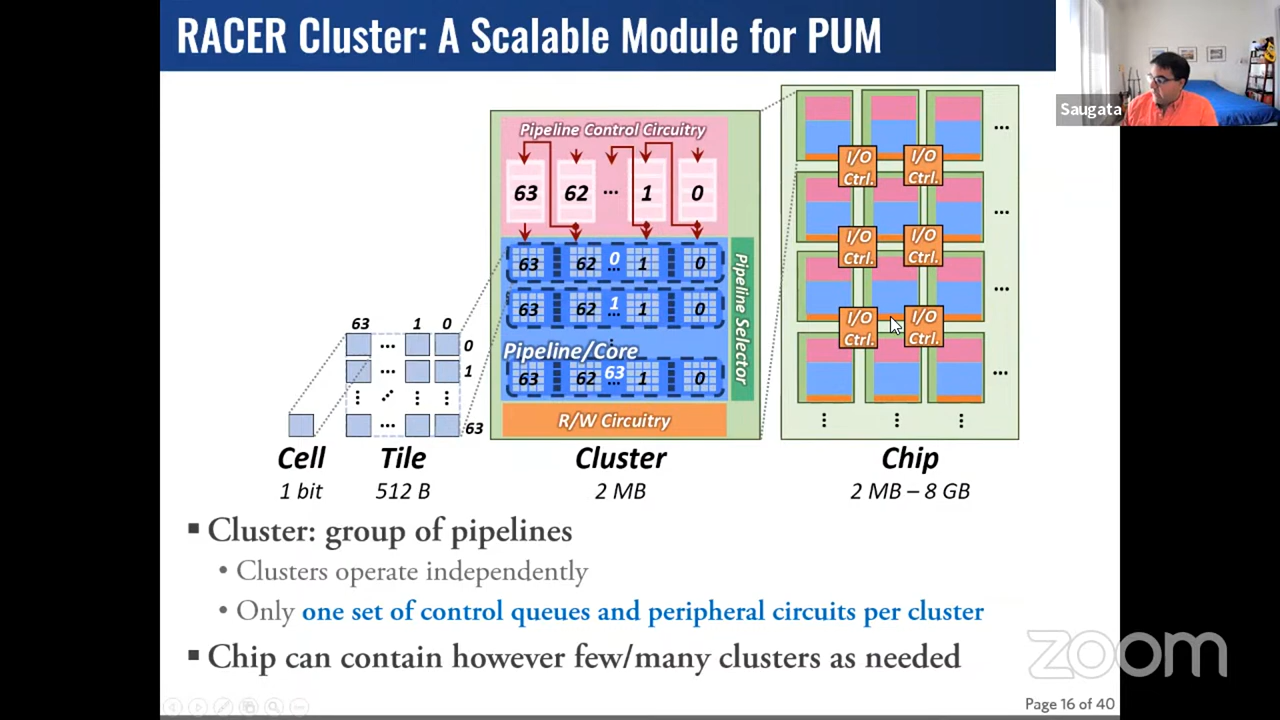 RACER Cluster: A Scalable Module for PUM
Saugata
Pipeline Control Circuitry
63 62 ... 1 0
63 62 0 ... 1 0
63 62 1 ... 1 0
Pipeline/Core
63 62 63 ... 1 0
Pipeline Selector
R/W Circuitry
63 1 0
... 0
... 1
... 63
I/O Ctrl. I/O Ctrl. ...
I/O Ctrl. I/O Ctrl. ...
I/O Ctrl. I/O Ctrl. ...
...
Cell Tile Cluster Chip
1 bit 512 B 2 MB 2 MB – 8 GB
▪ Cluster: group of pipelines
• Clusters operate independently
• Only one set of control queues and peripheral circuits per cluster
▪ Chip can contain however few/many clusters as needed
zoom
Page 16 of 40